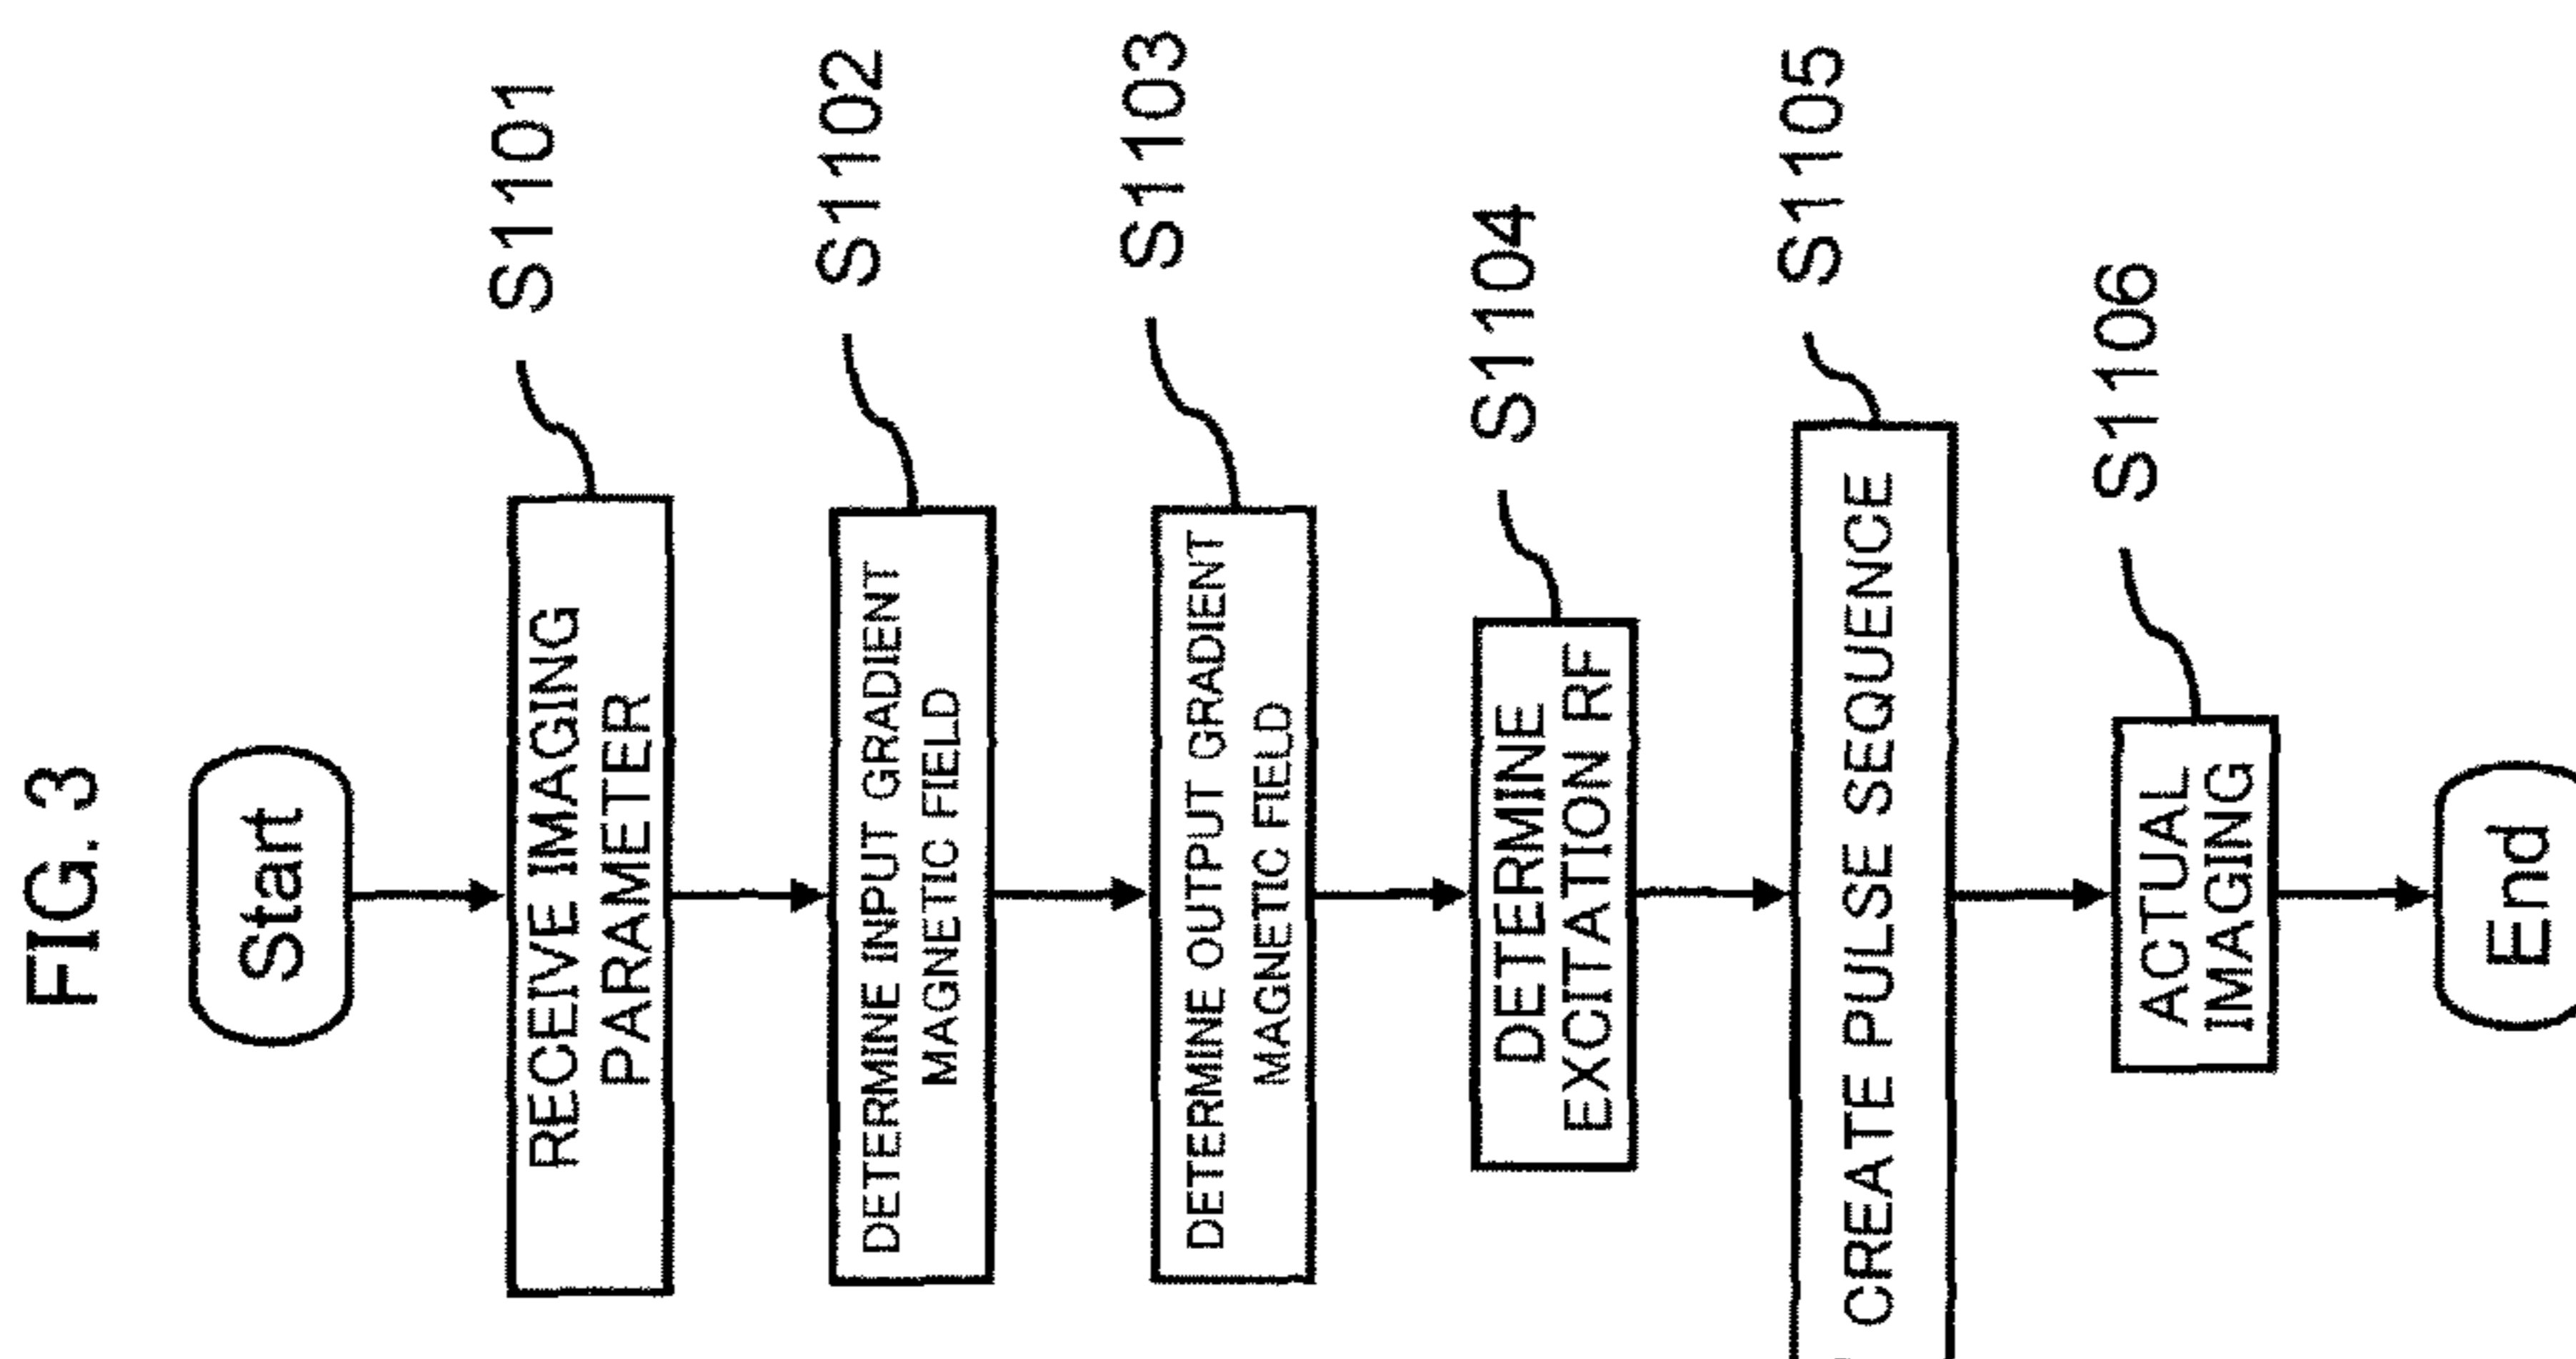 FIG. 3
Start
RECEIVE IMAGING
PARAMETER
S1101
DETERMINE INPUT GRADIENT
MAGNETIC FIELD
S1102
DETERMINE OUTPUT GRADIENT
MAGNETIC FIELD
S1103
DETERMINE
EXCITATION RF
S1104
CREATE PULSE SEQUENCE
S1105
ACTUAL
IMAGING
S1106
End